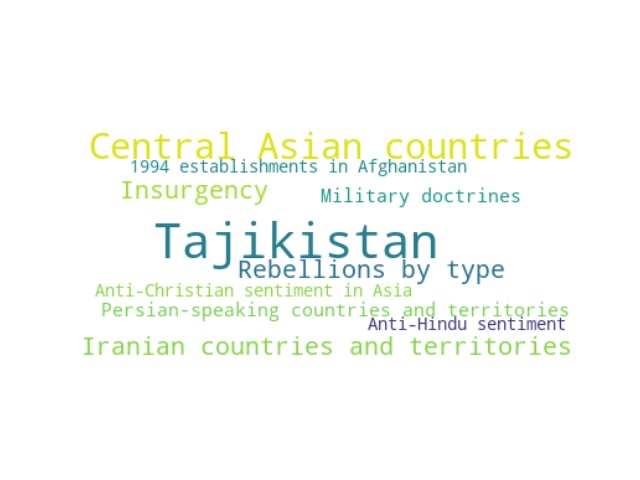 Central Asian countries
1994 establishments in Afghanistan
Insurgency
Military doctrines
Tajikistan
Rebellions by type
Anti-Christian sentiment in Asia
Persian-speaking countries and territories
Anti-Hindu sentiment
Iranian countries and territories